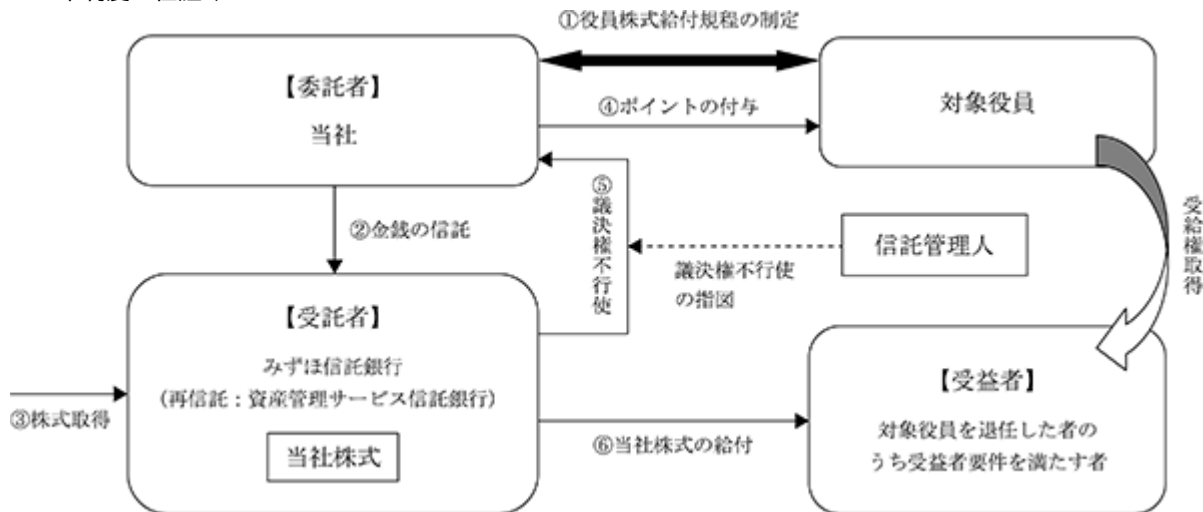 ①役員株式給付規程の制定
【委託者】
当社
④ポイントの付与
対象役員
②金銭の信託
⑤議決権不行使
議決権不行使
の指図
信託管理人
受給権取得
【受託者】
みずほ信託銀行
(再信託：資産管理サービス信託銀行)
当社株式
③株式取得
⑥当社株式の給付
【受益者】
対象役員を退任した者の
うち受益者要件を満たす者